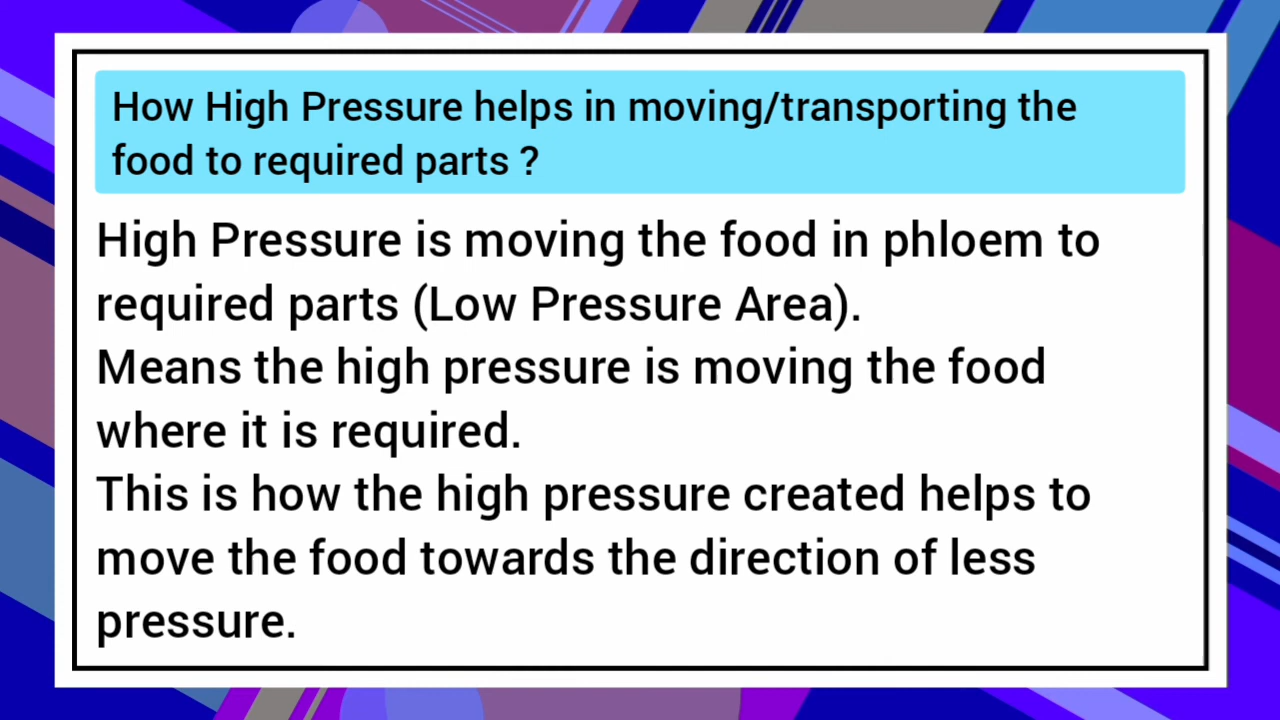 How High Pressure helps in moving/transporting the
food to required parts ?
High Pressure is moving the food in phloem to
required parts (Low Pressure Area).
Means the high pressure is moving the food
where it is required.
This is how the high pressure created helps to
move the food towards the direction of less
pressure.